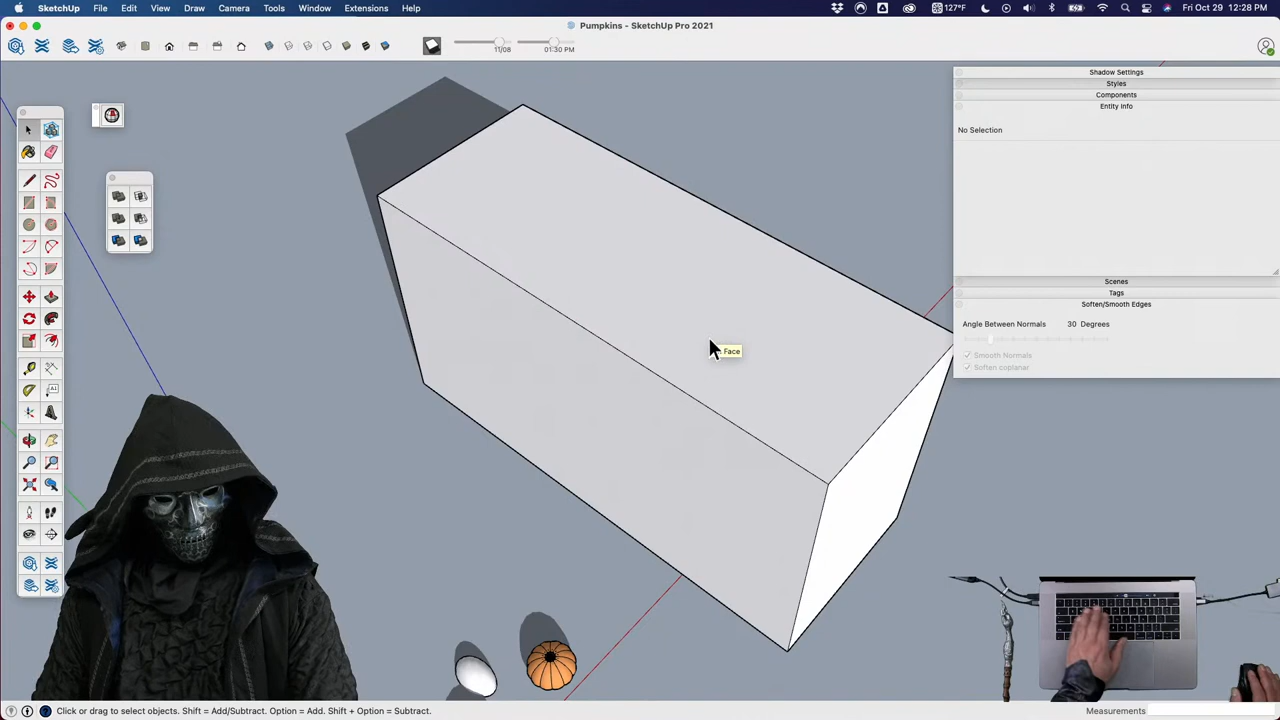 SketchUp File Edit View Draw Camera Tools Window Extensions Help 127°F Fri Oct 29 12:28 PM
Pumpkins - SketchUp Pro 2021
11/08 01:30 PM
Shadow Settings
Styles
Components
Entity Info
No Selection
Scenes
Tags
Soften/Smooth Edges
Angle Between Normals 30 Degrees
Smooth Normals
Soften coplanar
Face
Click or drag to select objects. Shift = Add/Subtract. Option = Add. Shift + Option = Subtract. Measurements